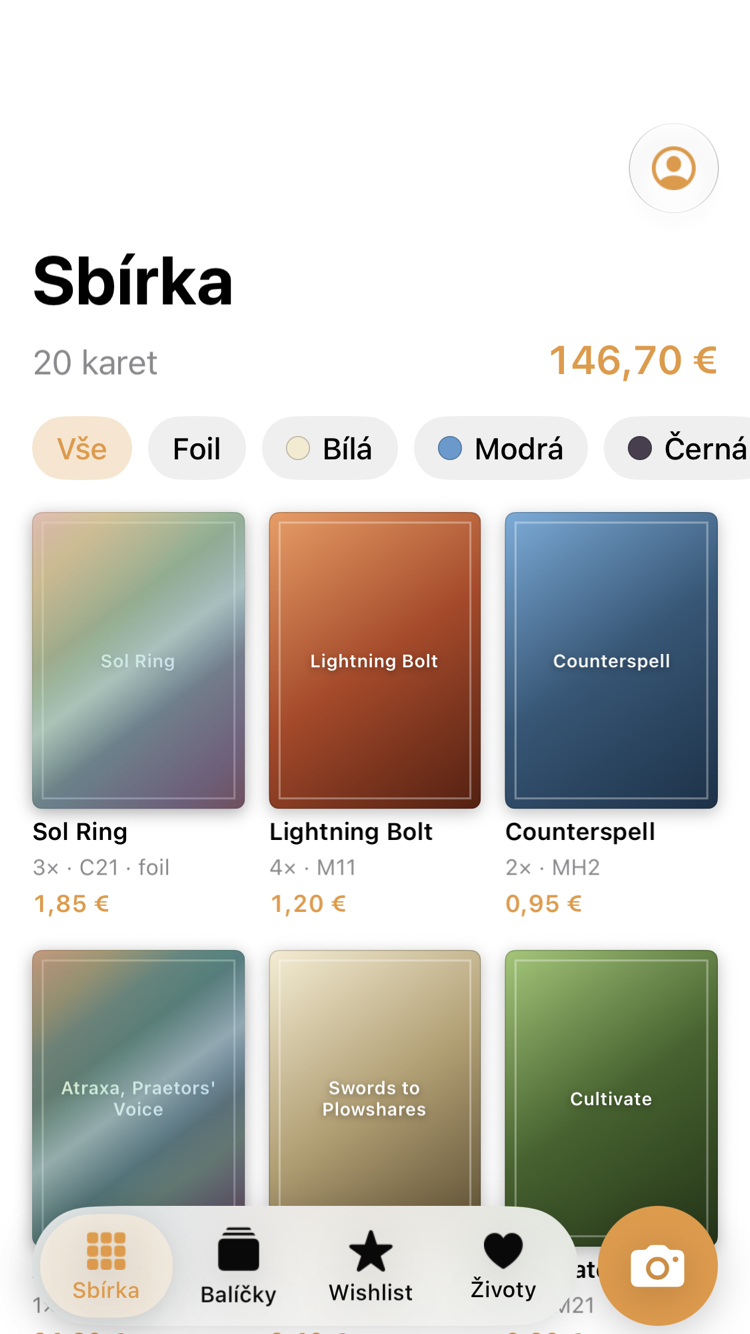 Sbírka
20 karet
146,70 €
Vše
Foil
Bílá
Modrá
Černá
Sol Ring
Lightning Bolt
Counterspell
Sol Ring
Lightning Bolt
Counterspell
3× · C21 · foil
4× · M11
2× · MH2
1,85 €
1,20 €
0,95 €
Atraxa, Praetors'
Voice
Swords to
Plowshares
Cultivate
Sbírka
Balíčky
Wishlist
Životy